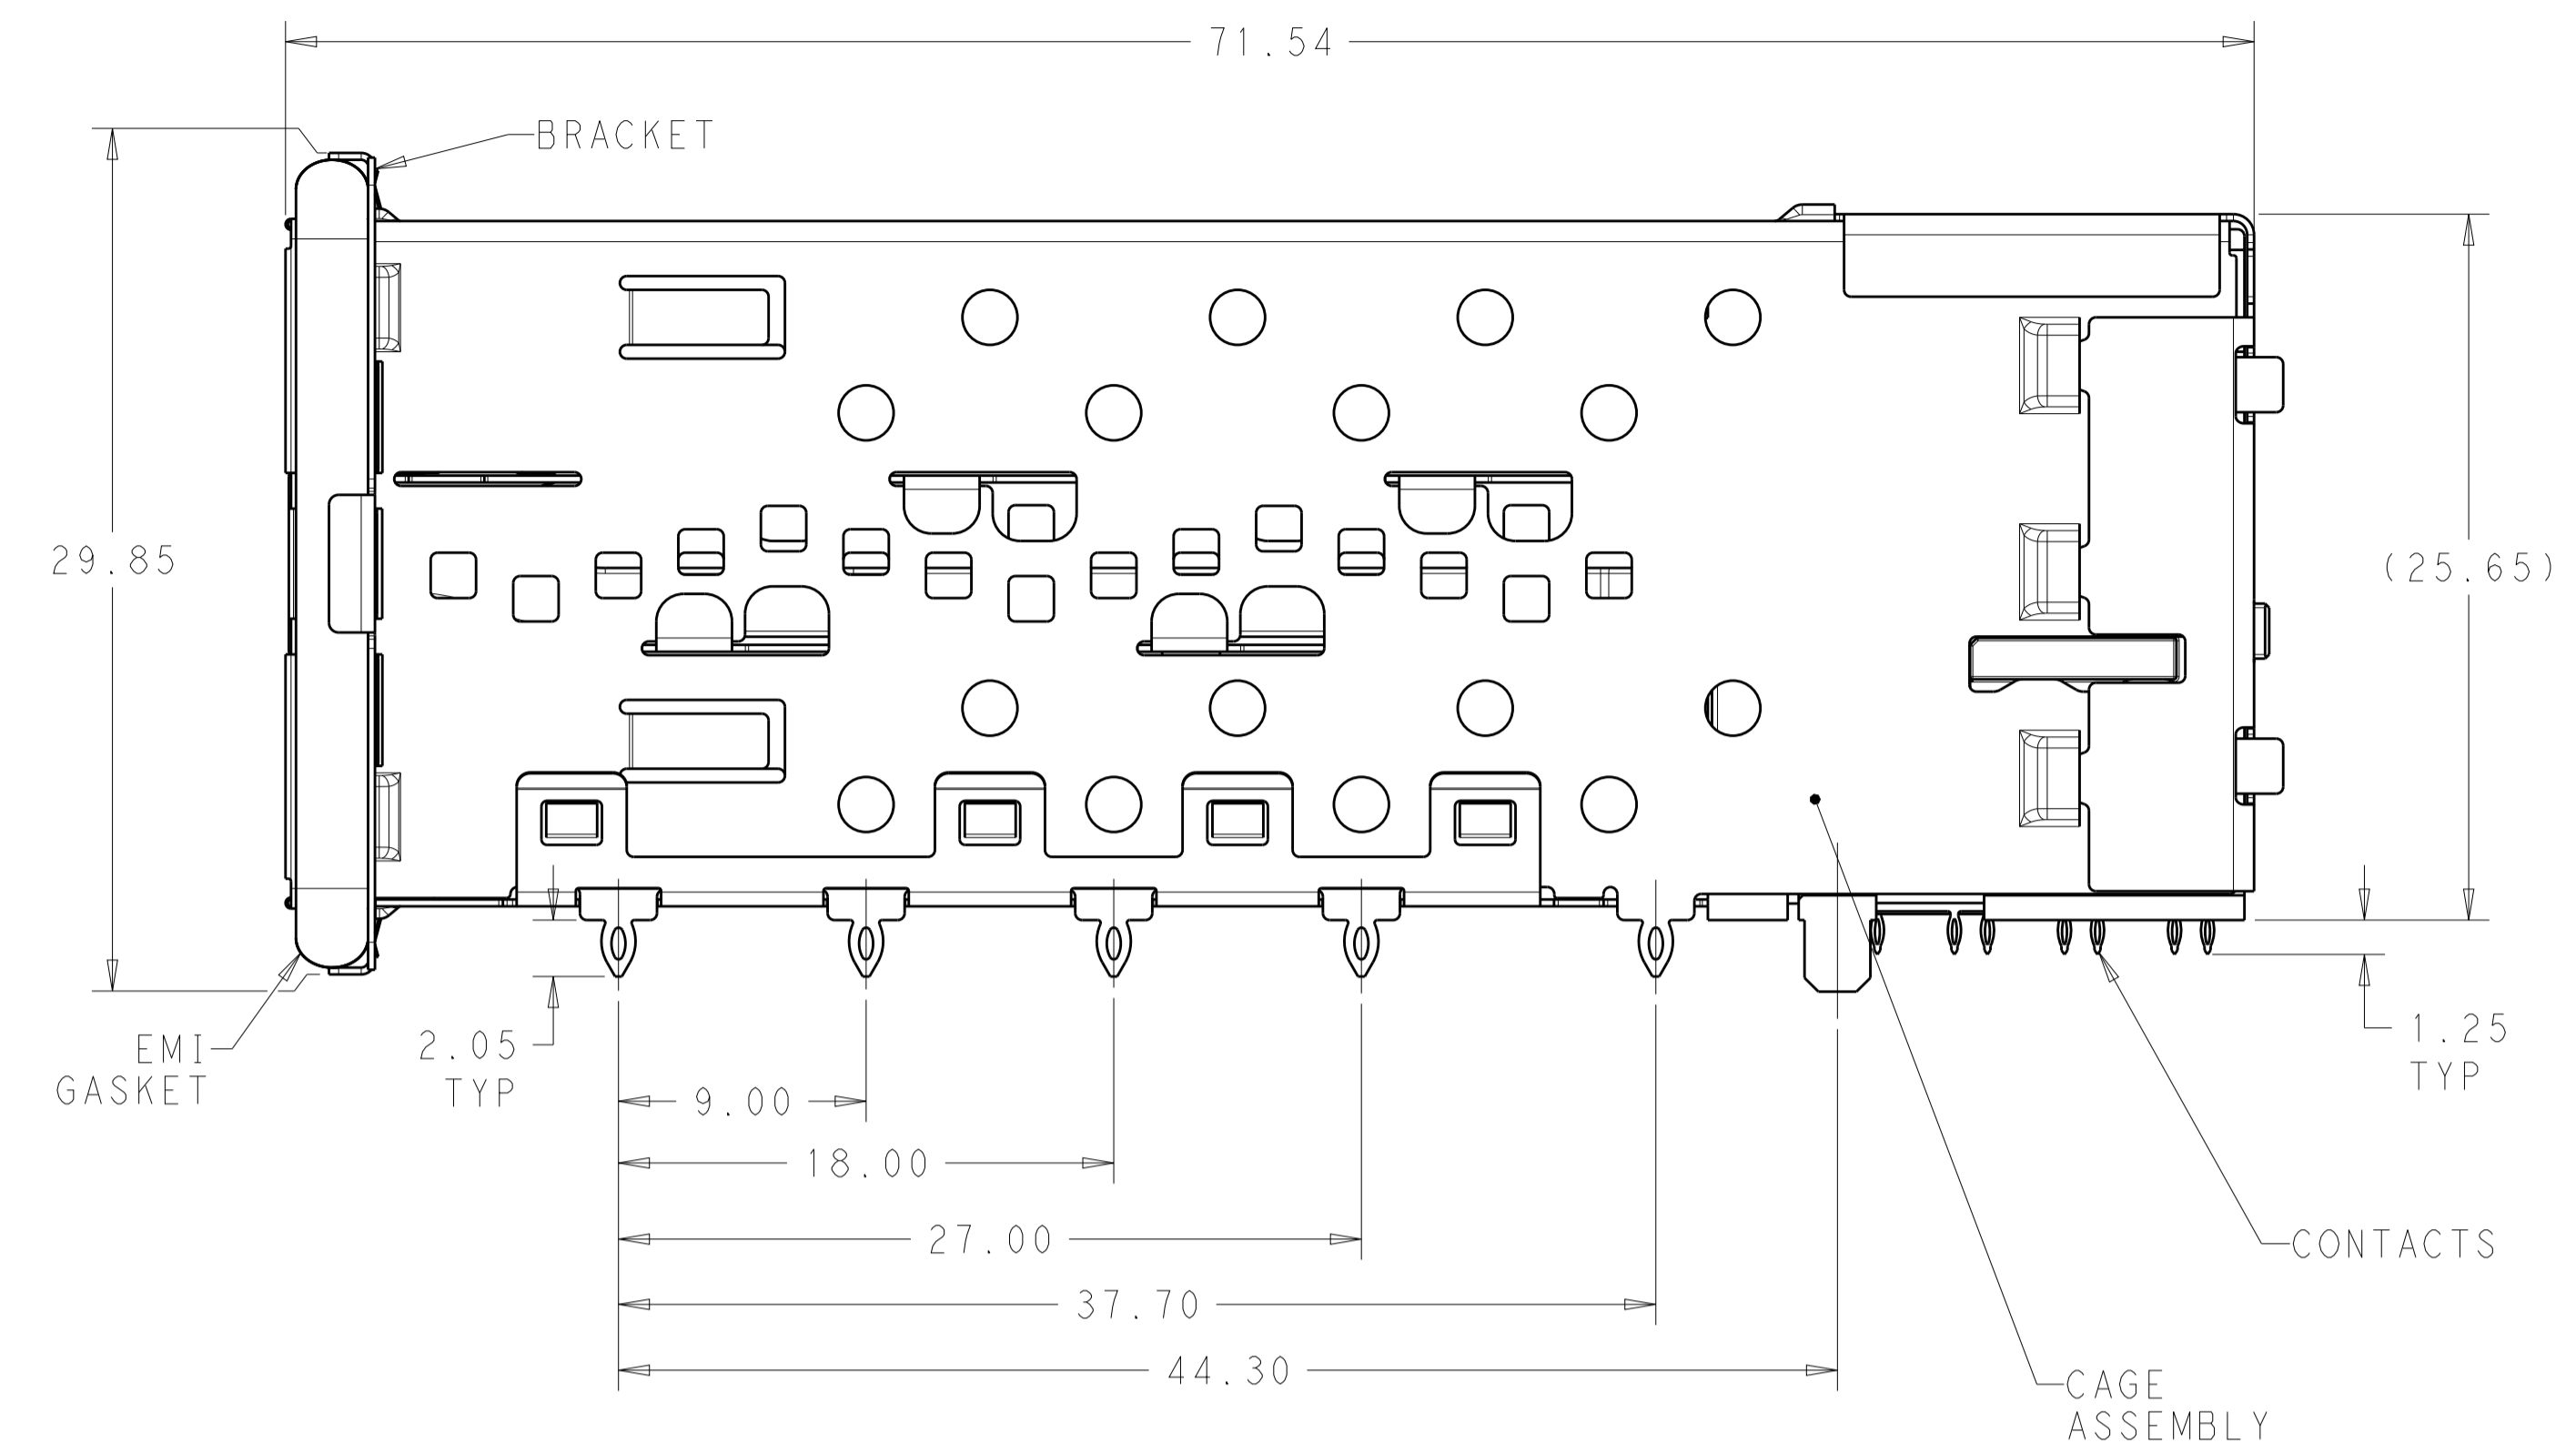 71.54
BRACKET
29.85
(25.65)
EMI
GASKET
2.05
TYP
1.25
TYP
9.00
18.00
27.00
CONTACTS
37.70
44.30
CAGE
ASSEMBLY